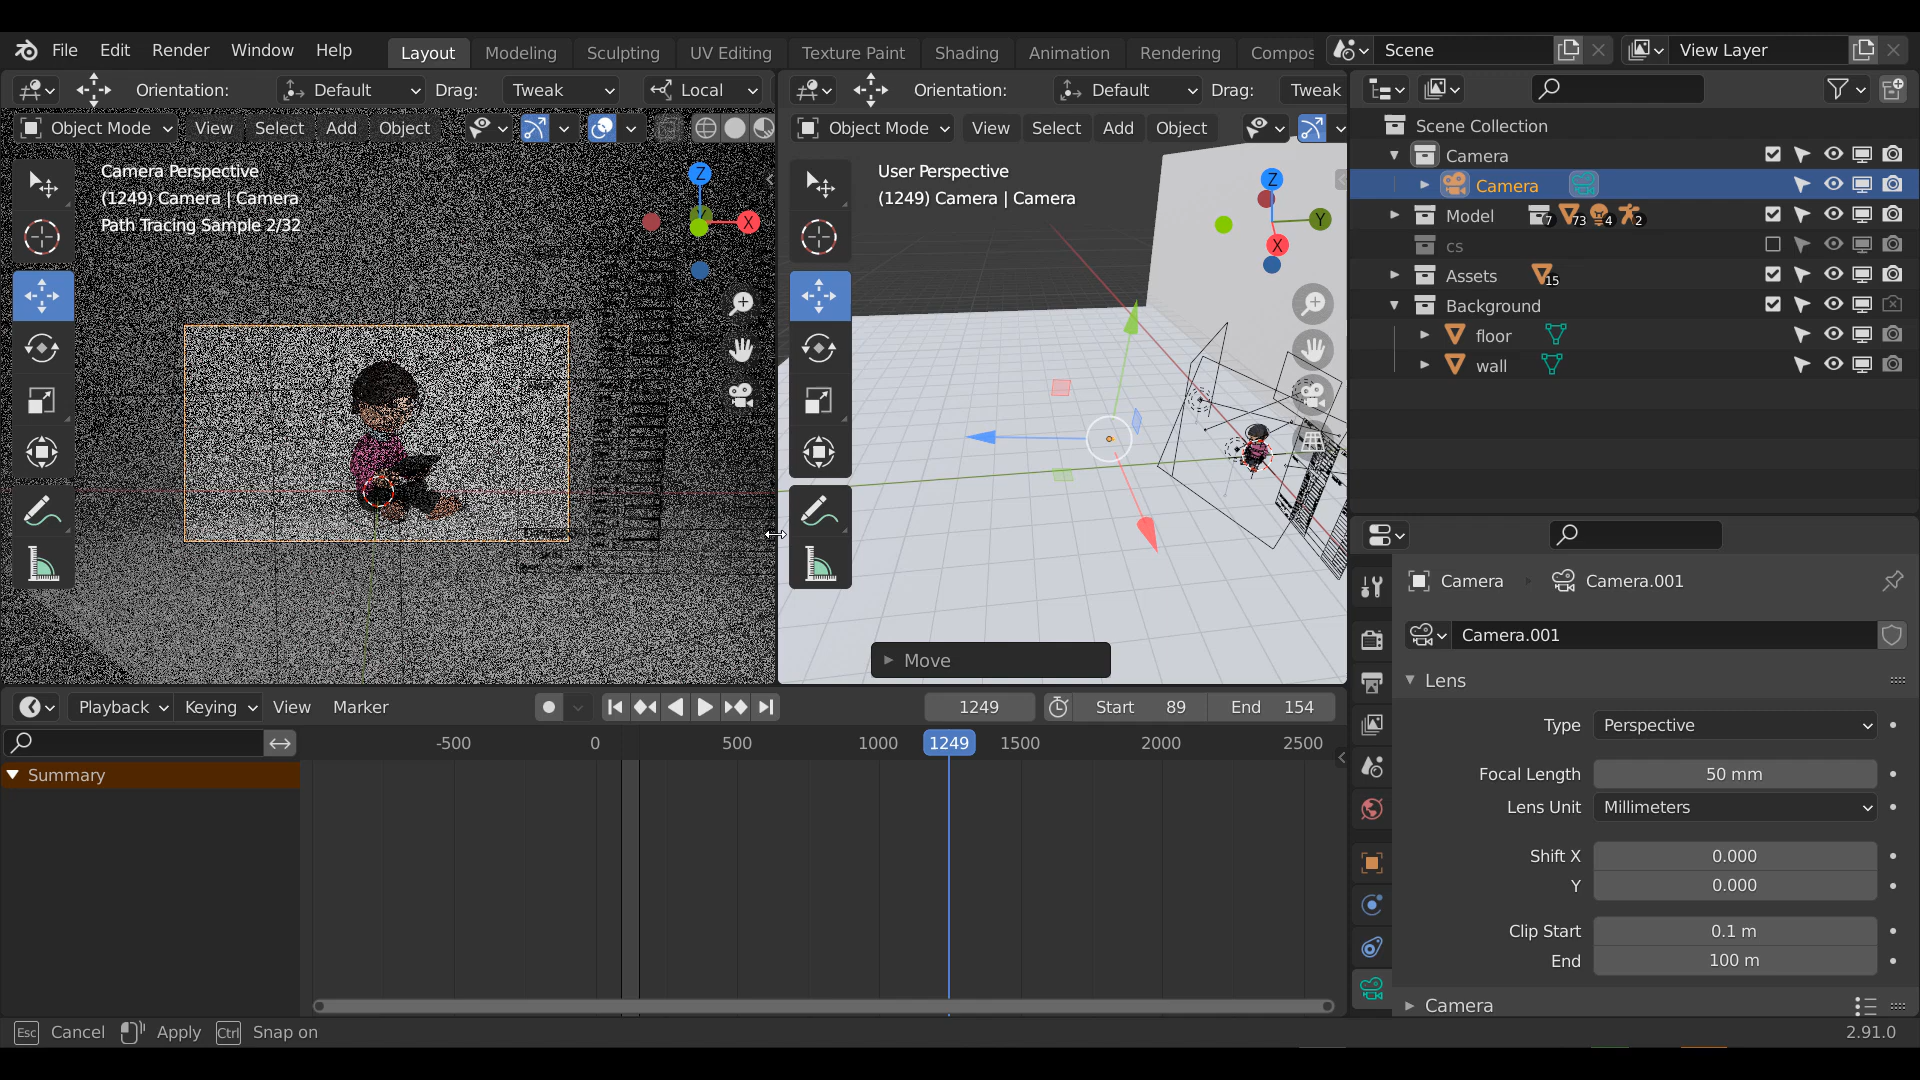 File Edit Render Window Help Layout Modeling Sculpting UV Editing Texture Paint Shading Animation Rendering Compos Scene View Layer
Orientation: Default Drag: Tweak Local
Orientation: Default Drag: Tweak
Object Mode View Select Add Object
Object Mode View Select Add Object
Camera Perspective
(1249) Camera | Camera
Path Tracing Sample 2/32
Z
X
User Perspective
(1249) Camera | Camera
Z
Y
X
Move
Scene Collection
Camera
Camera
Model 7 73 4 2
cs
Assets 15
Background
floor
wall
Camera Camera.001
Camera.001
Lens
Type Perspective
Focal Length 50 mm
Lens Unit Millimeters
Shift X 0.000
Y 0.000
Clip Start 0.1 m
End 100 m
Camera
Playback Keying View Marker 1249 Start 89 End 154
-500 0 500 1000 1249 1500 2000 2500
Summary
Esc Cancel Apply Ctrl Snap on 2.91.0